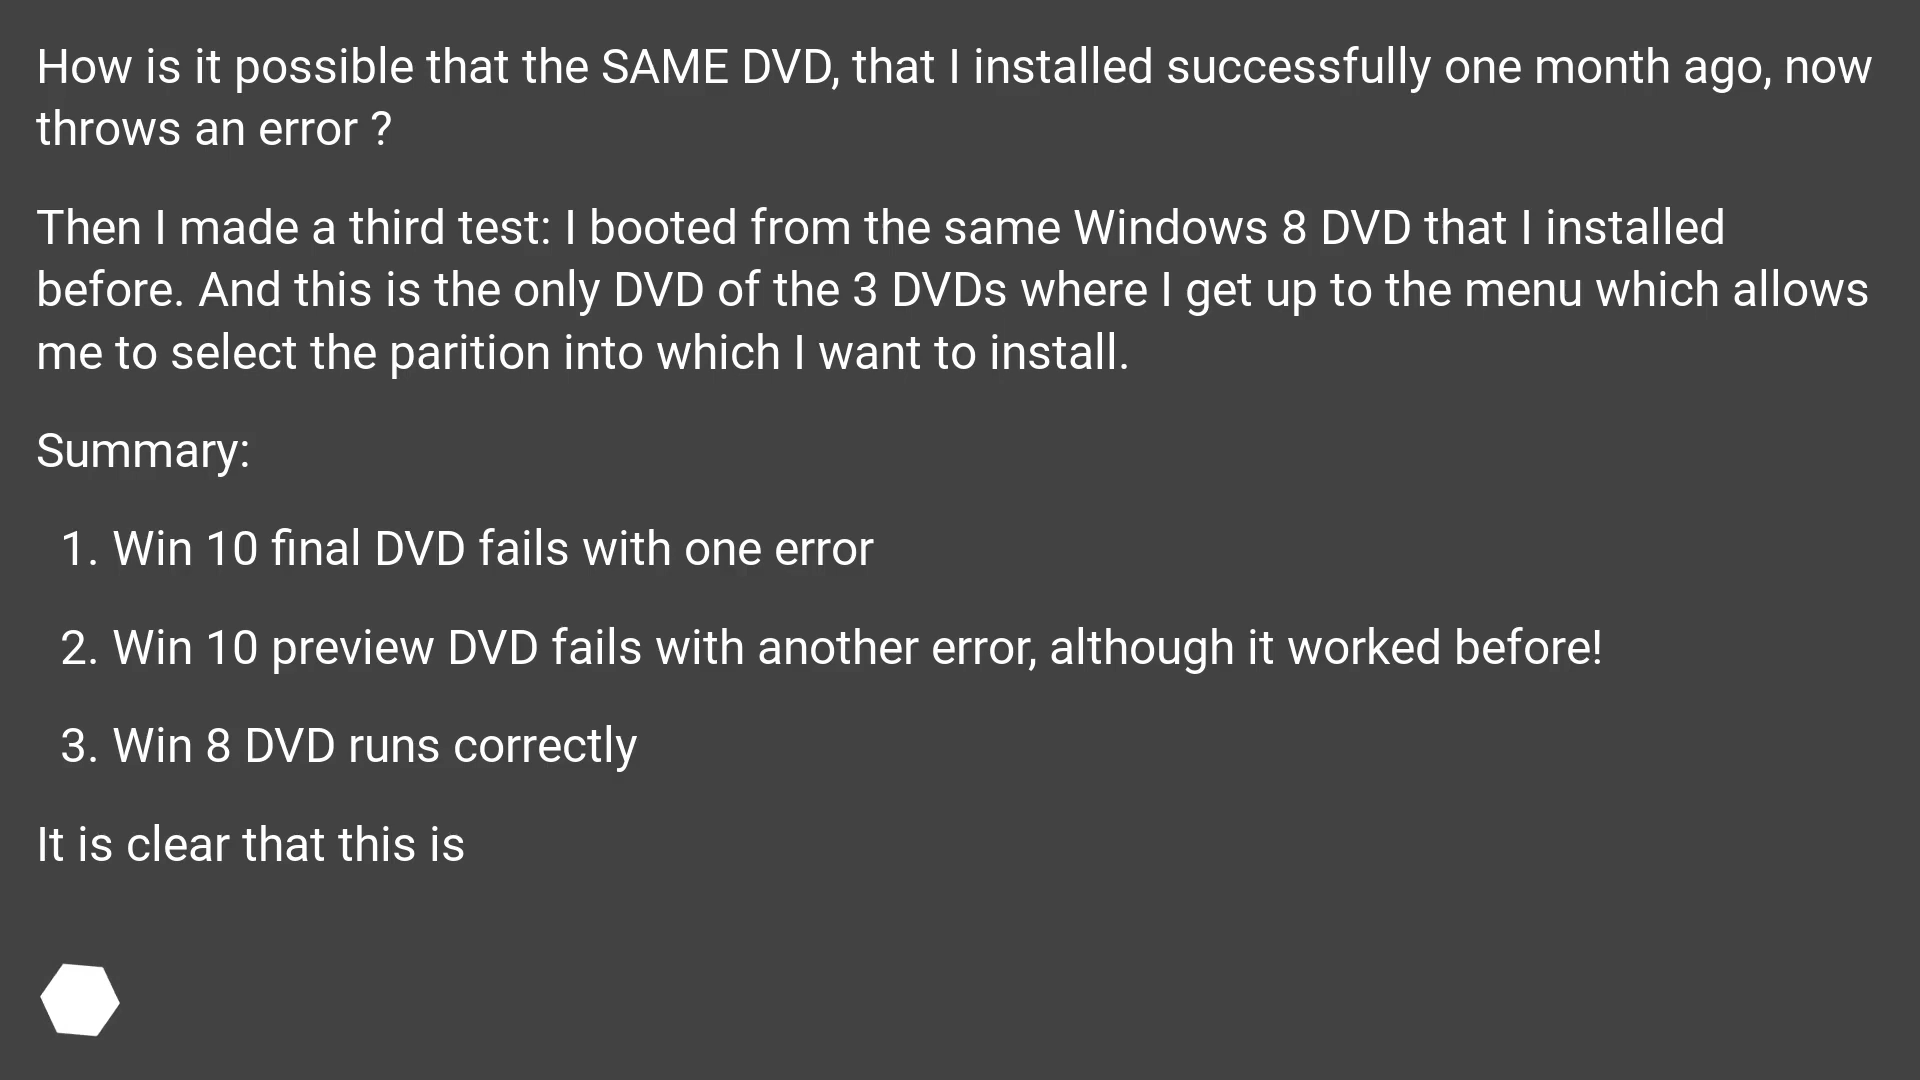 How is it possible that the SAME DVD, that I installed successfully one month ago, now
throws an error ?
Then I made a third test: I booted from the same Windows 8 DVD that I installed
before. And this is the only DVD of the 3 DVDs where I get up to the menu which allows
me to select the parition into which I want to install.
Summary:
1. Win 10 final DVD fails with one error
2. Win 10 preview DVD fails with another error, although it worked before!
3. Win 8 DVD runs correctly
It is clear that this is